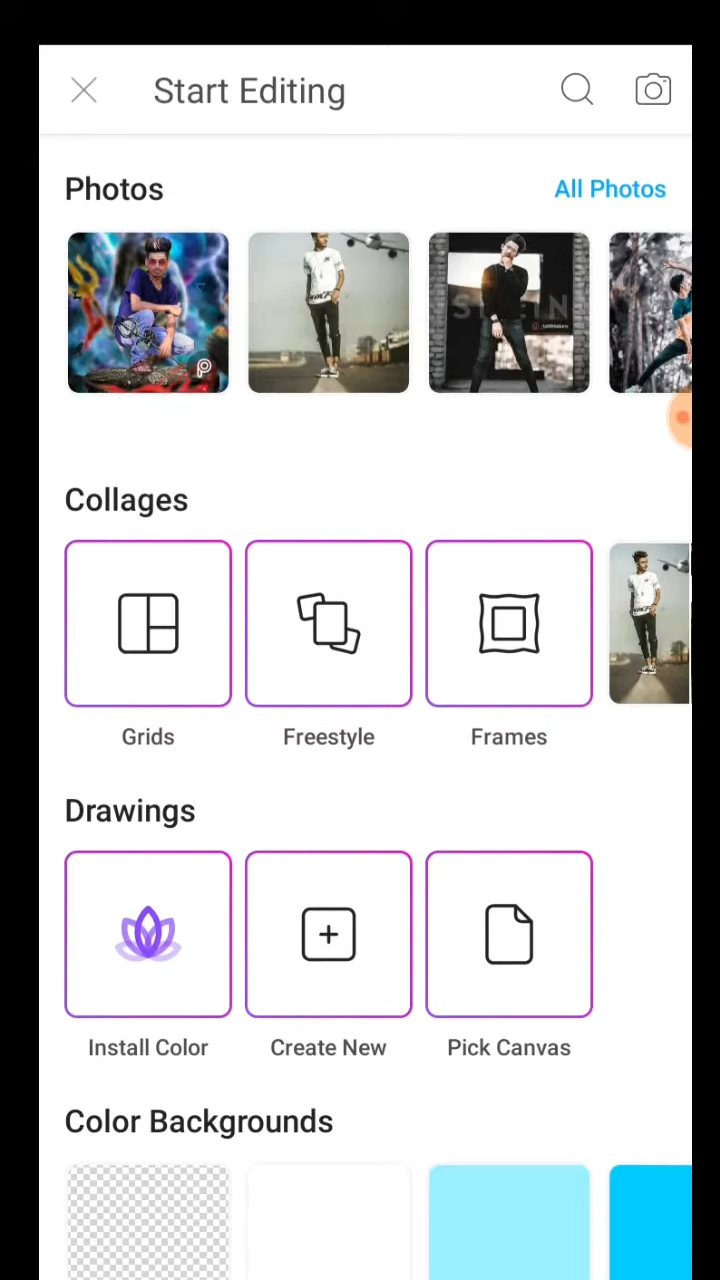 Start Editing
Photos
All Photos
Collages
Grids
Freestyle
Frames
Drawings
Install Color
Create New
Pick Canvas
Color Backgrounds